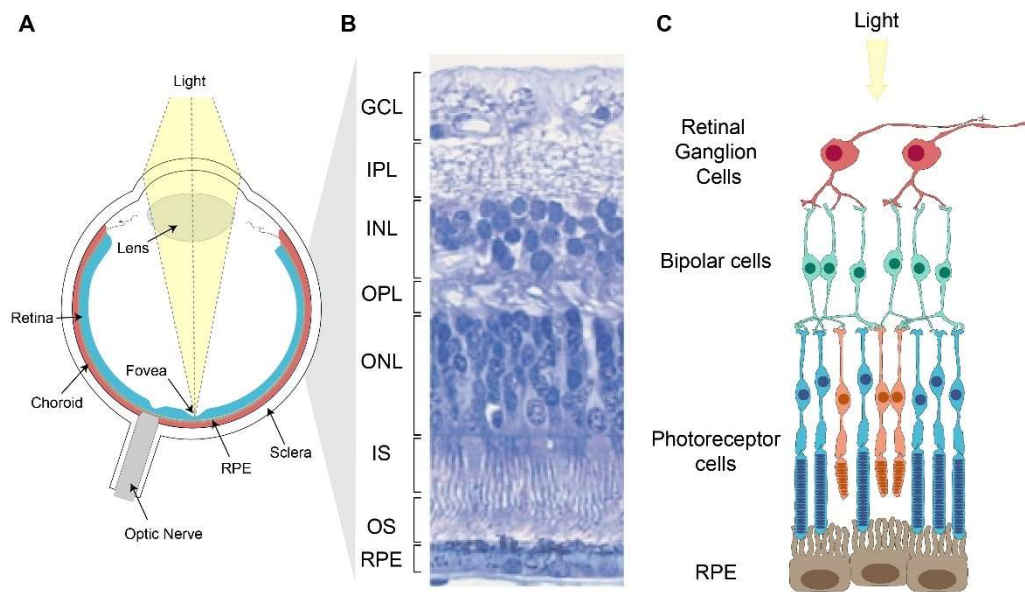 A
Light
Lens
Retina
Fovea
Choroid
Sclera
RPE
Optic Nerve
B
GCL
IPL
INL
OPL
ONL
IS
OS
RPE
C
Light
Retinal
Ganglion
Cells
Bipolar cells
Photoreceptor
cells
RPE